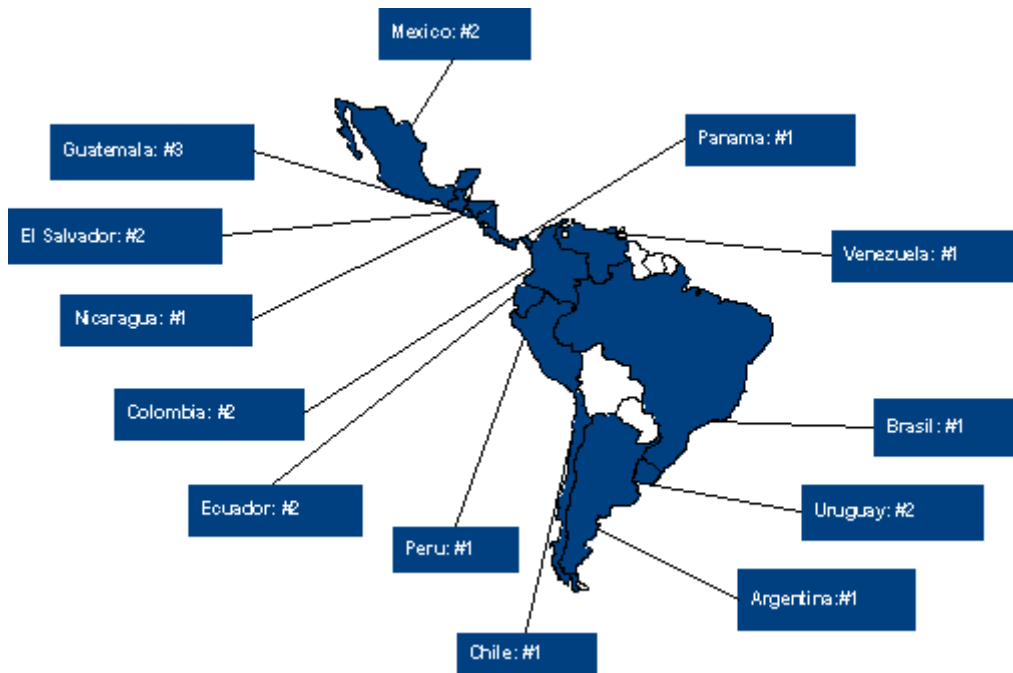 Mexico: #2
Panama: #1
Guatemala: #3
El Salvador: #2
Venezuela: #1
Nicaragua: #1
Colombia: #2
Brasil: #1
Ecuador: #2
Uruguay: #2
Peru: #1
Argentina:#1
Chile: #1